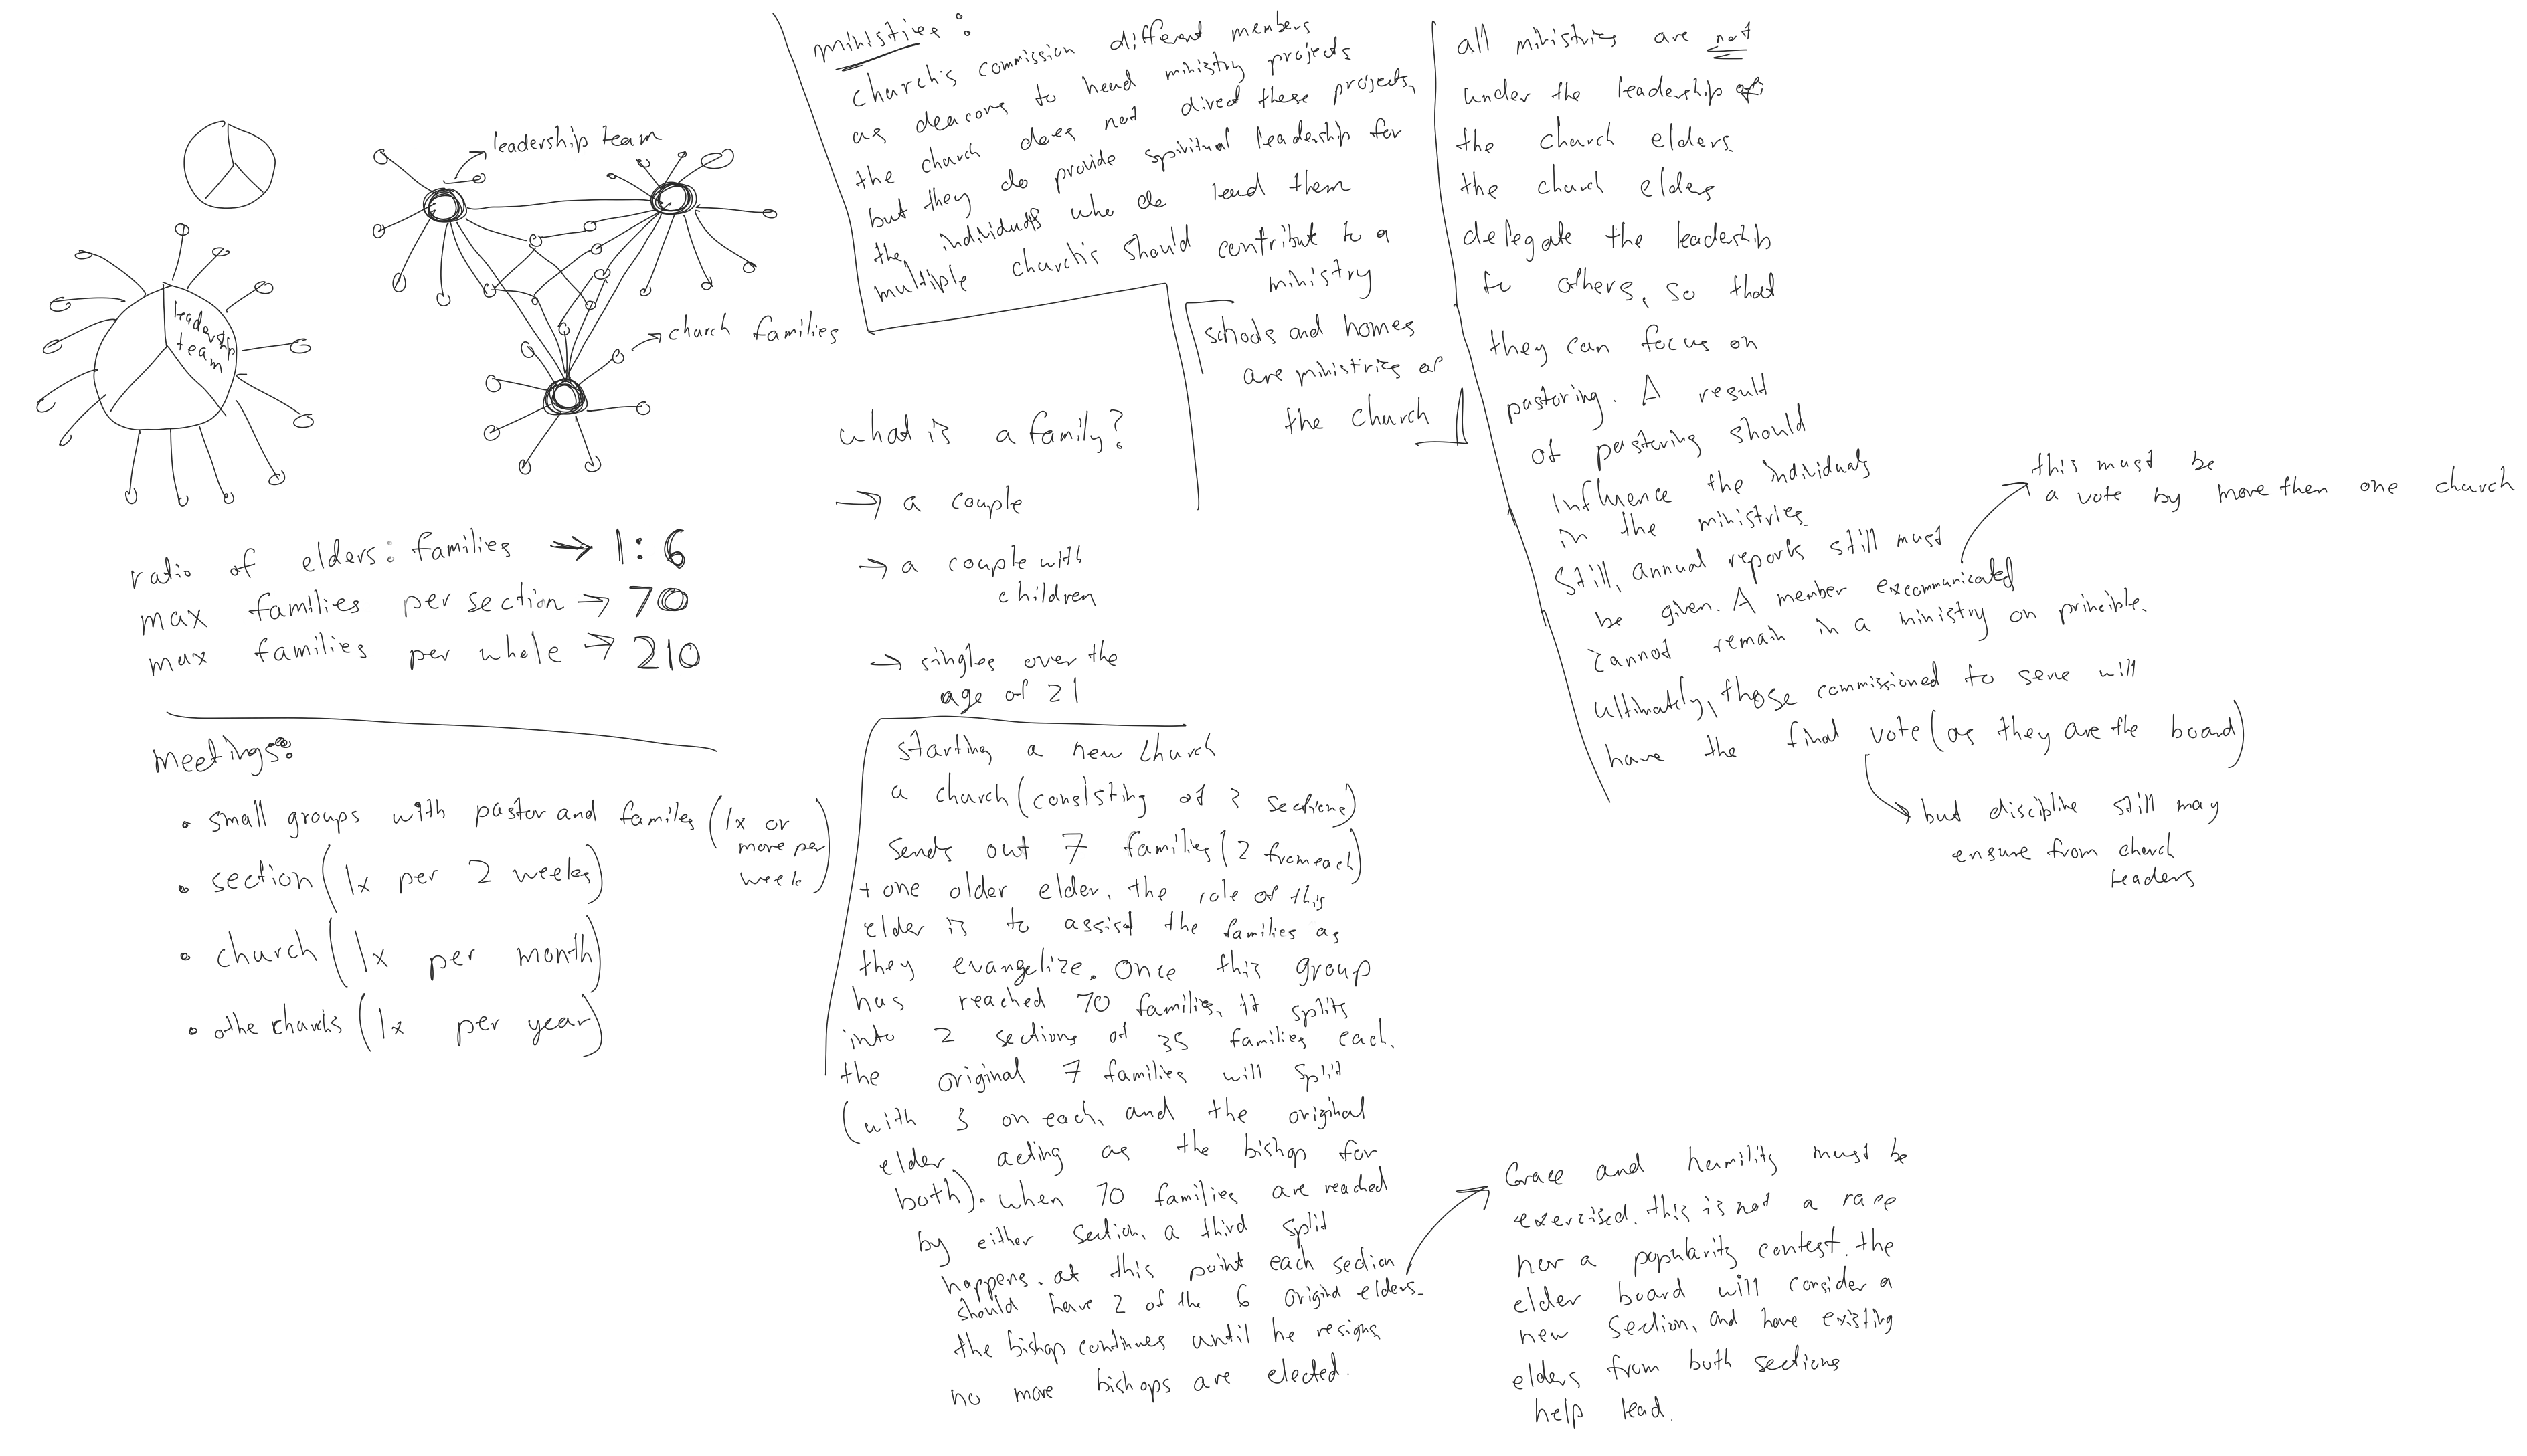 leadership team
church families
leadership
team
ratio of elders: families → 1:6
max families per section → 70
max families per whole → 210
meetings:
• small groups with pastor and familes (1x or
more per
week)
• section (1x per 2 weeks)
• church (1x per month)
• othe churchs (1x per year)
ministries:
church's commission different members
as deacons to head ministry projects
the church does not direct these projects,
but they do provide spiritual leadership for
the individuals who do lead them
multiple church's should contribute to a
ministry
schools and homes
are ministries of
the church
what is a family?
→ a couple
→ a couple with
children
→ singles over the
age of 21
starting a new church
a church (consisting of 3 sections)
sends out 7 families (2 from each)
+ one older elder, the role of this
elder is to assist the families as
they evangelize. Once this group
has reached 70 families, it splits
into 2 sections of 35 families each.
the original 7 families will split
(with 3 on each, and the original
elder, acting as the bishop for
both). when 70 families are reached
by either section, a third split
happens. at this point each section
should have 2 of the 6 original elders.
the bishop continues until he resigns,
no more bishops are elected.
all ministries are not
under the leadership of
the church elders.
the church elders
delegate the leadership
to others, so that
they can focus on
pastoring. A result
of pastoring should
influence the individuals
in the ministries.
Still, annual reports still must
be given. A member excommunicated
cannot remain in a ministry on principle.
ultimately, those commissioned to serve will
have the final vote (as they are the board)
this must be
a vote by more then one church
but discipline still may
ensure from church
leaders
Grace and humility must be
exercised. this is not a race
nor a popularity contest. the
elder board will consider a
new section, and have existing
elders from both sections
help lead.